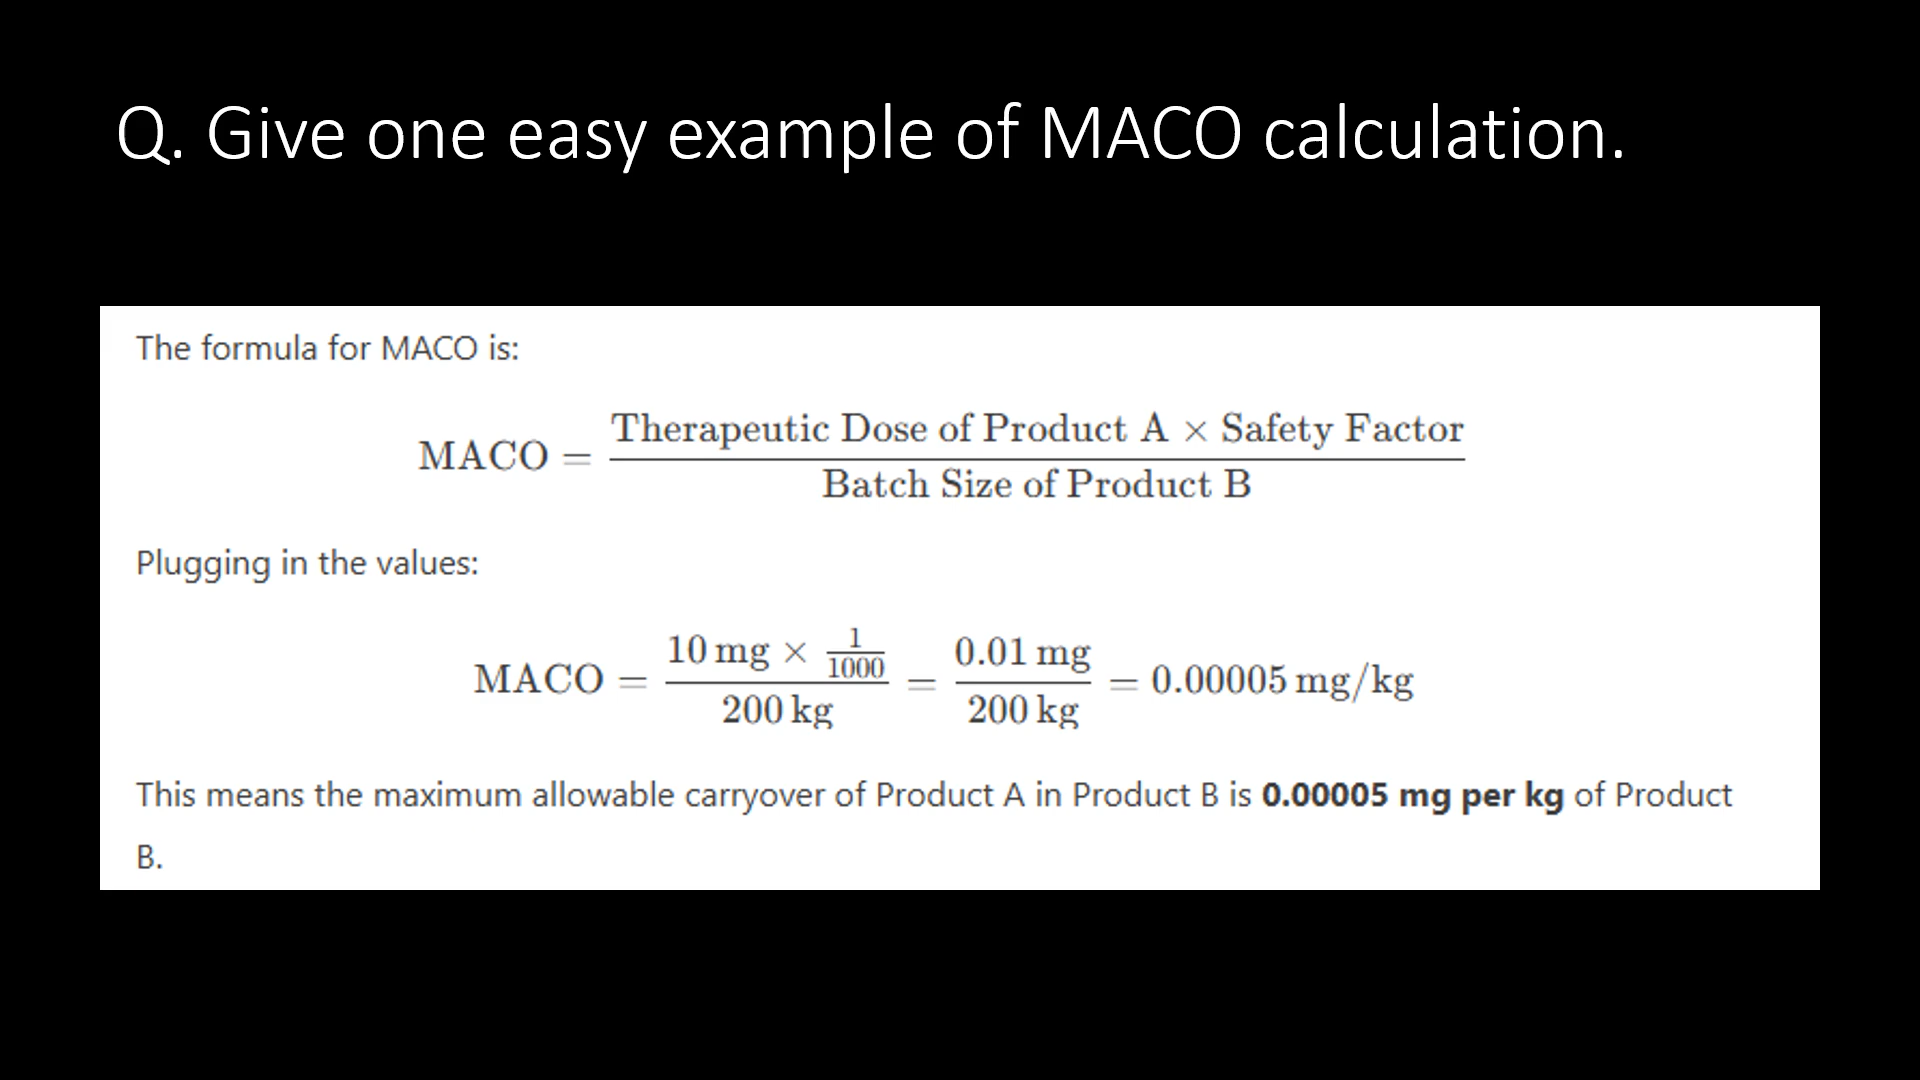 Q. Give one easy example of MACO calculation.
The formula for MACO is:
MACO = Therapeutic Dose of Product A × Safety Factor / Batch Size of Product B
Plugging in the values:
MACO = 10 mg × 1/1000 / 200 kg = 0.01 mg / 200 kg = 0.00005 mg/kg
This means the maximum allowable carryover of Product A in Product B is 0.00005 mg per kg of Product
B.